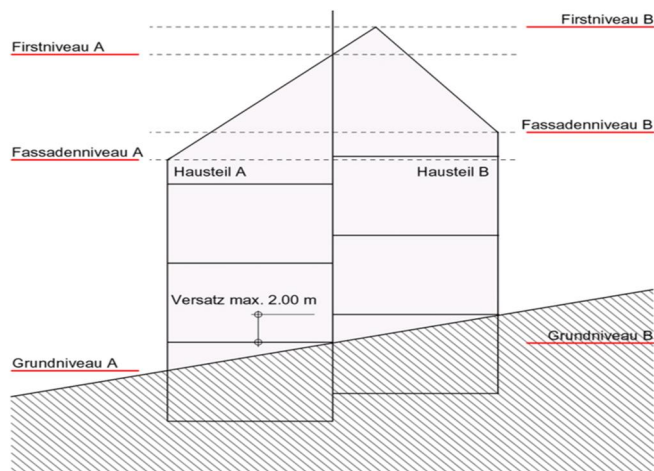 Firstniveau B
Firstniveau A
Fassadenniveau B
Fassadenniveau A
Hausteil A
Hausteil B
Versatz max. 2.00 m
Grundniveau B
Grundniveau A